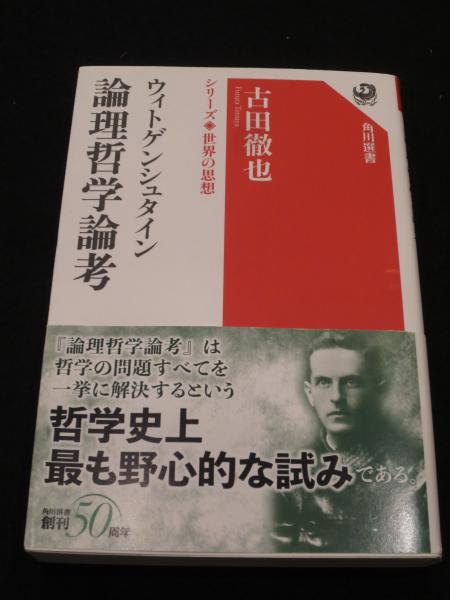 角川選書
古田徹也
Furuta Tetsuya
シリーズ◈世界の思想
ウィトゲンシュタイン
論理哲学論考
『論理哲学論考』は
哲学の問題すべてを
一挙に解決するという
哲学史上
最も野心的な試みである。
角川選書
創刊
50周年